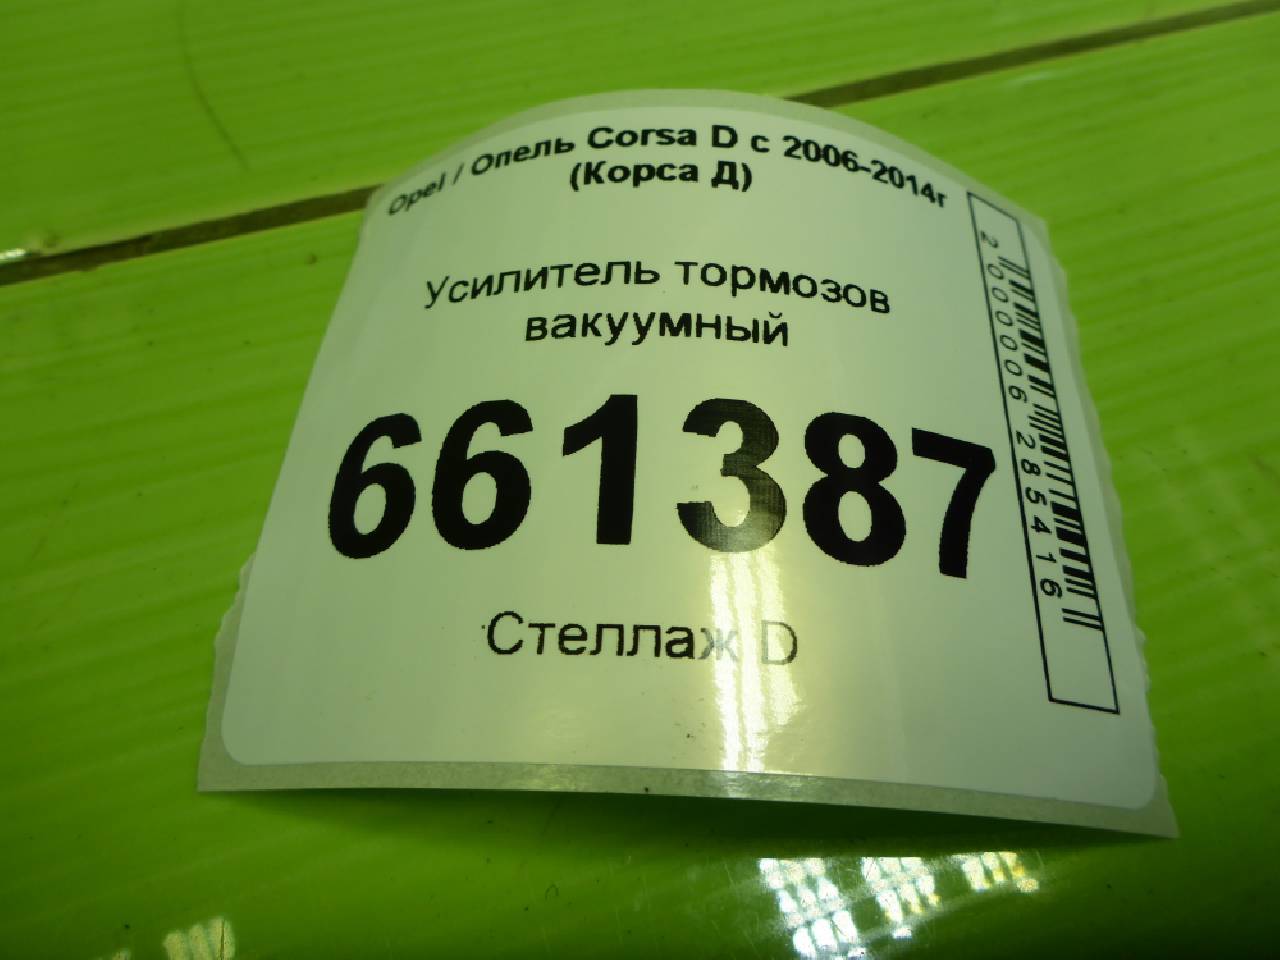 Opel / Опель Corsa D с 2006-2014г
(Корса Д)
Усилитель тормозов
вакуумный
661387
Стеллаж D
2000006285416